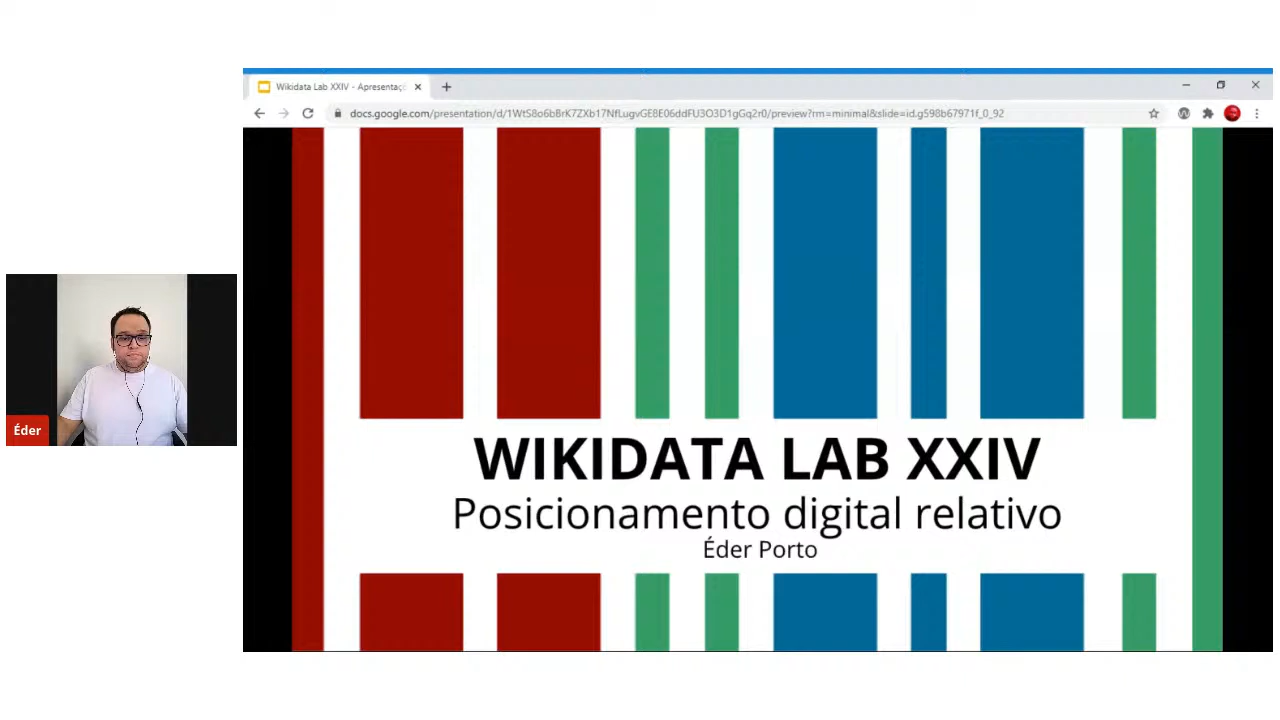 Wikidata Lab XXIV - Apresentaç
docs.google.com/presentation/d/1WtS8o6bBrK7ZXb17NfLugvGE8E06ddFU3O3D1gGq2r0/preview?rm=minimal&slide=id.g598b67971f_0_92
Éder
WIKIDATA LAB XXIV
Posicionamento digital relativo
Éder Porto